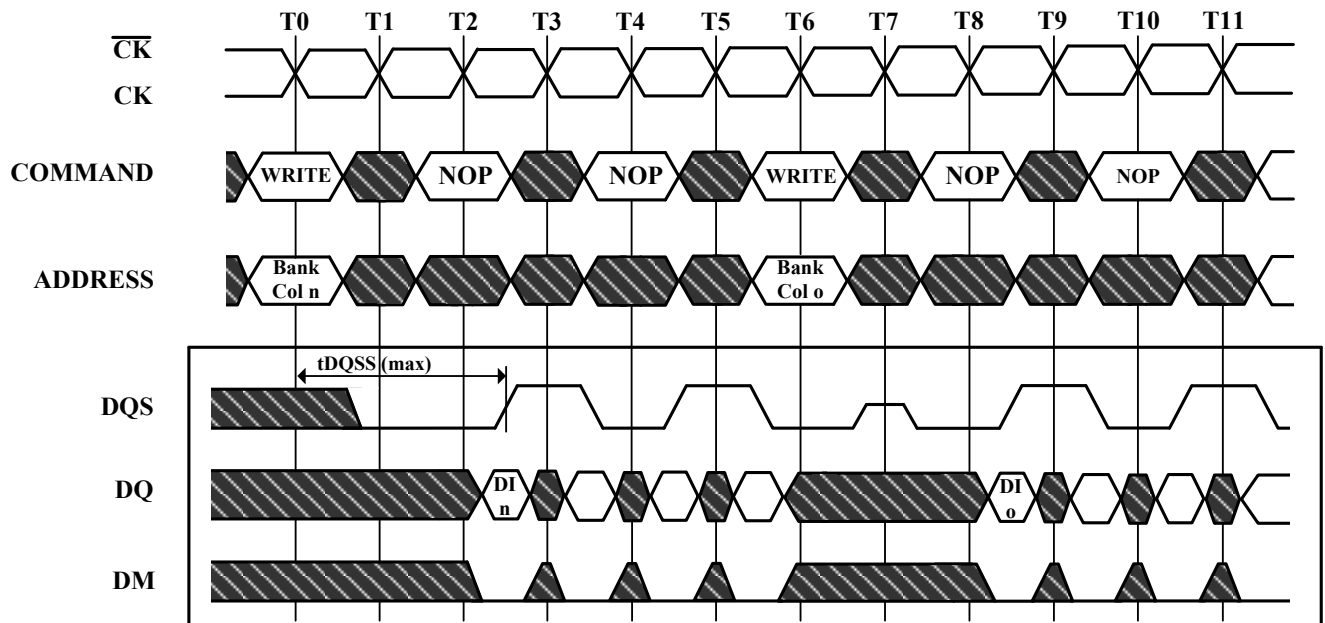 T0 T1 T2 T3 T4 T5 T6 T7 T8 T9 T10 T11
C̅K̅
CK
COMMAND WRITE NOP NOP WRITE NOP NOP
ADDRESS Bank Col n Bank Col o
tDQSS (max)
DQS
DQ DI n DI o
DM